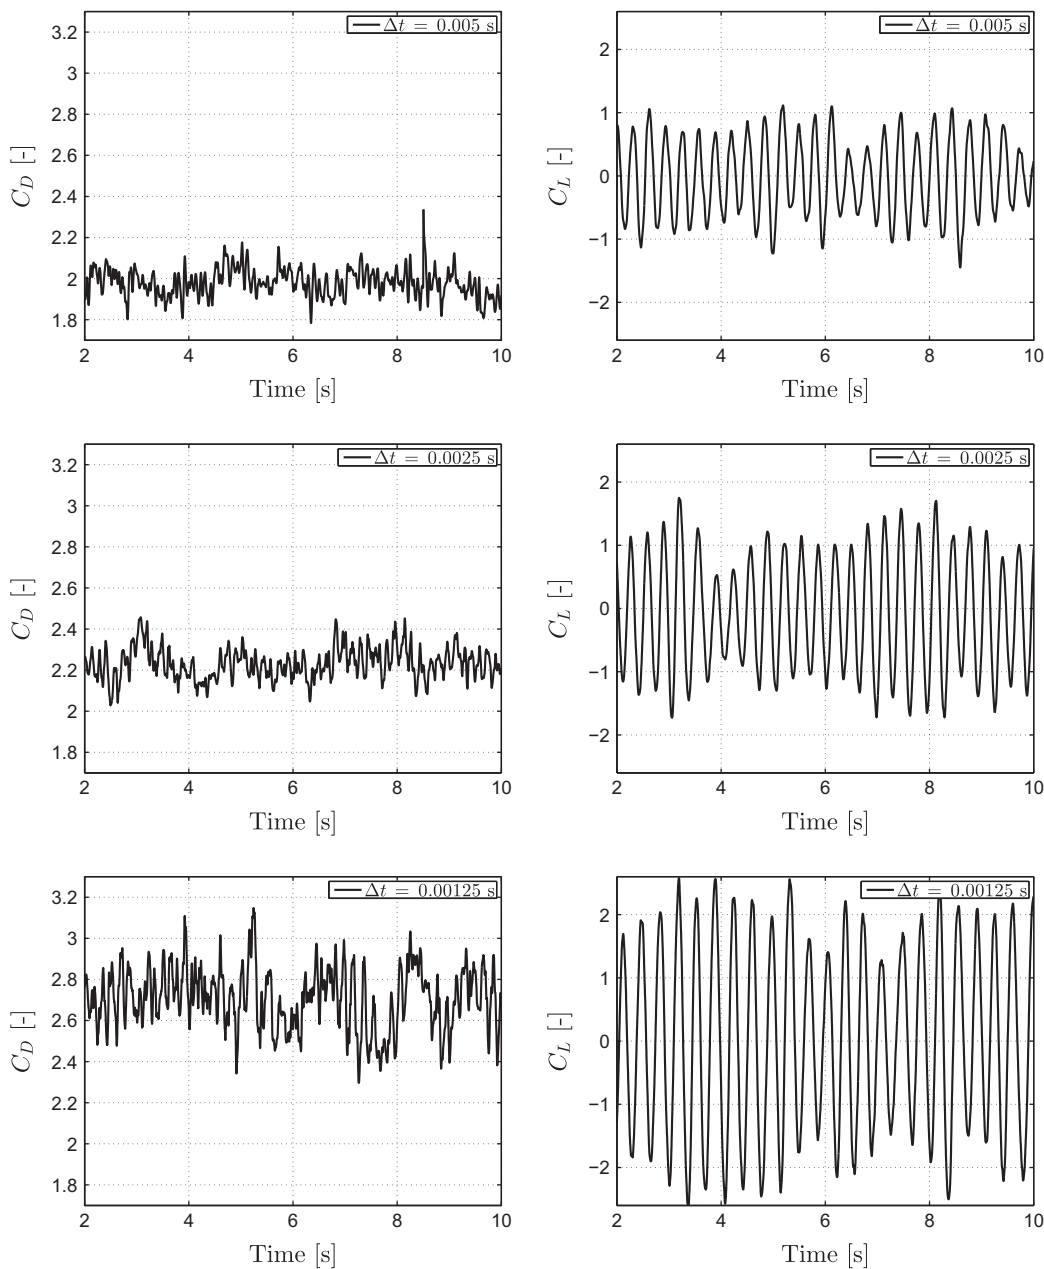 Δt = 0.005 s
3.2
3
2.8
2.6
2.4
2.2
2
1.8
C_D [-]
2 4 6 8 10
Time [s]
Δt = 0.005 s
2
1
0
−1
−2
C_L [-]
2 4 6 8 10
Time [s]
Δt = 0.0025 s
3.2
3
2.8
2.6
2.4
2.2
2
1.8
C_D [-]
2 4 6 8 10
Time [s]
Δt = 0.0025 s
2
1
0
−1
−2
C_L [-]
2 4 6 8 10
Time [s]
Δt = 0.00125 s
3.2
3
2.8
2.6
2.4
2.2
2
1.8
C_D [-]
2 4 6 8 10
Time [s]
Δt = 0.00125 s
2
1
0
−1
−2
C_L [-]
2 4 6 8 10
Time [s]